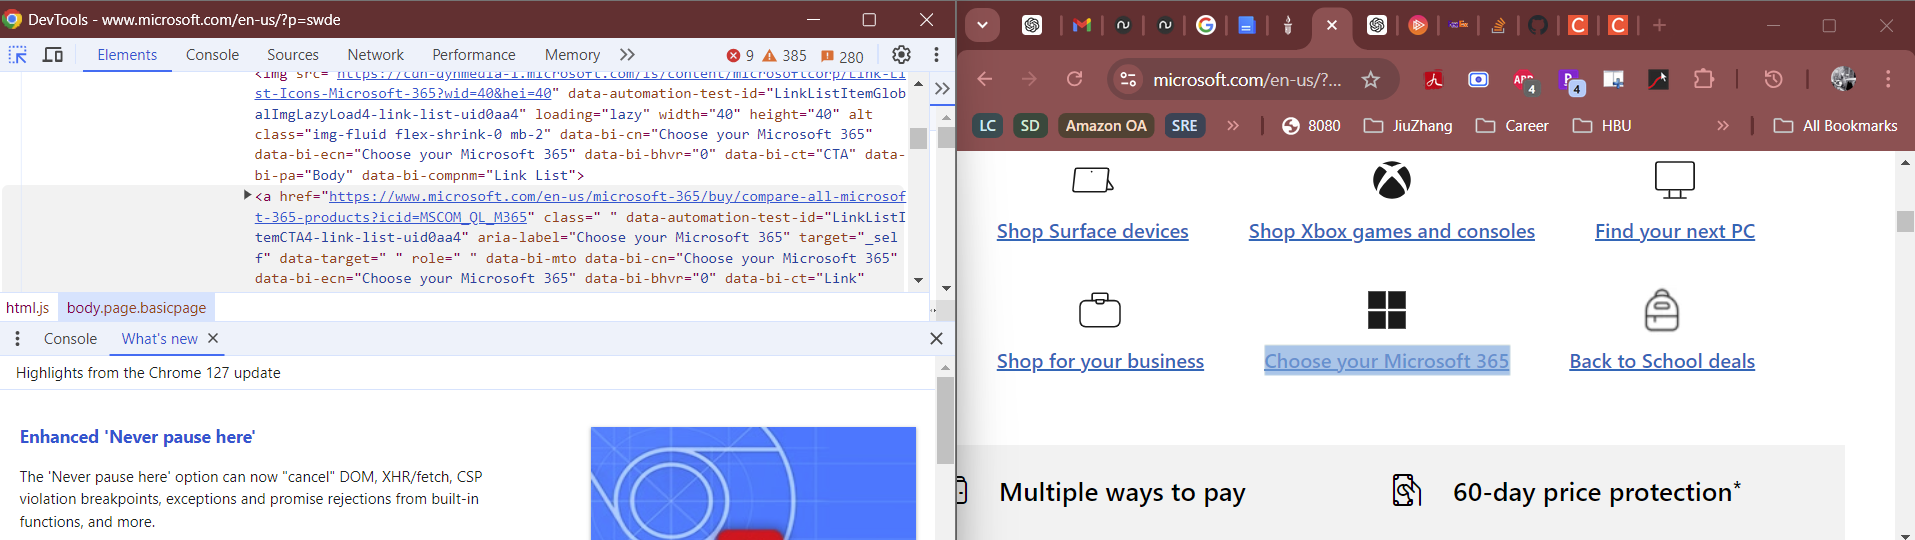 DevTools - www.microsoft.com/en-us/?p=swde
Elements Console Sources Network Performance Memory 9 385 280
<img src="https://cdn-dynmedia-1.microsoft.com/is/content/microsoftcorp/Link-Li
st-Icons-Microsoft-365?wid=40&hei=40" data-automation-test-id="LinkListItemGlob
alImgLazyLoad4-link-list-uid0aa4" loading="lazy" width="40" height="40" alt
class="img-fluid flex-shrink-0 mb-2" data-bi-cn="Choose your Microsoft 365"
data-bi-ecn="Choose your Microsoft 365" data-bi-bhvr="0" data-bi-ct="CTA" data-
bi-pa="Body" data-bi-compnm="Link List">
<a href="https://www.microsoft.com/en-us/microsoft-365/buy/compare-all-microsof
t-365-products?icid=MSCOM_QL_M365" class=" " data-automation-test-id="LinkListI
temCTA4-link-list-uid0aa4" aria-label="Choose your Microsoft 365" target="_sel
f" data-target=" " role=" " data-bi-mto data-bi-cn="Choose your Microsoft 365"
data-bi-ecn="Choose your Microsoft 365" data-bi-bhvr="0" data-bi-ct="Link"
html.js body.page.basicpage
Console What's new
Highlights from the Chrome 127 update
Enhanced 'Never pause here'
The 'Never pause here' option can now "cancel" DOM, XHR/fetch, CSP
violation breakpoints, exceptions and promise rejections from built-in
functions, and more.
microsoft.com/en-us/?... ABP 4 P 4
LC SD Amazon OA SRE 8080 JiuZhang Career HBU All Bookmarks
Shop Surface devices Shop Xbox games and consoles Find your next PC
Shop for your business Choose your Microsoft 365 Back to School deals
Multiple ways to pay 60-day price protection*